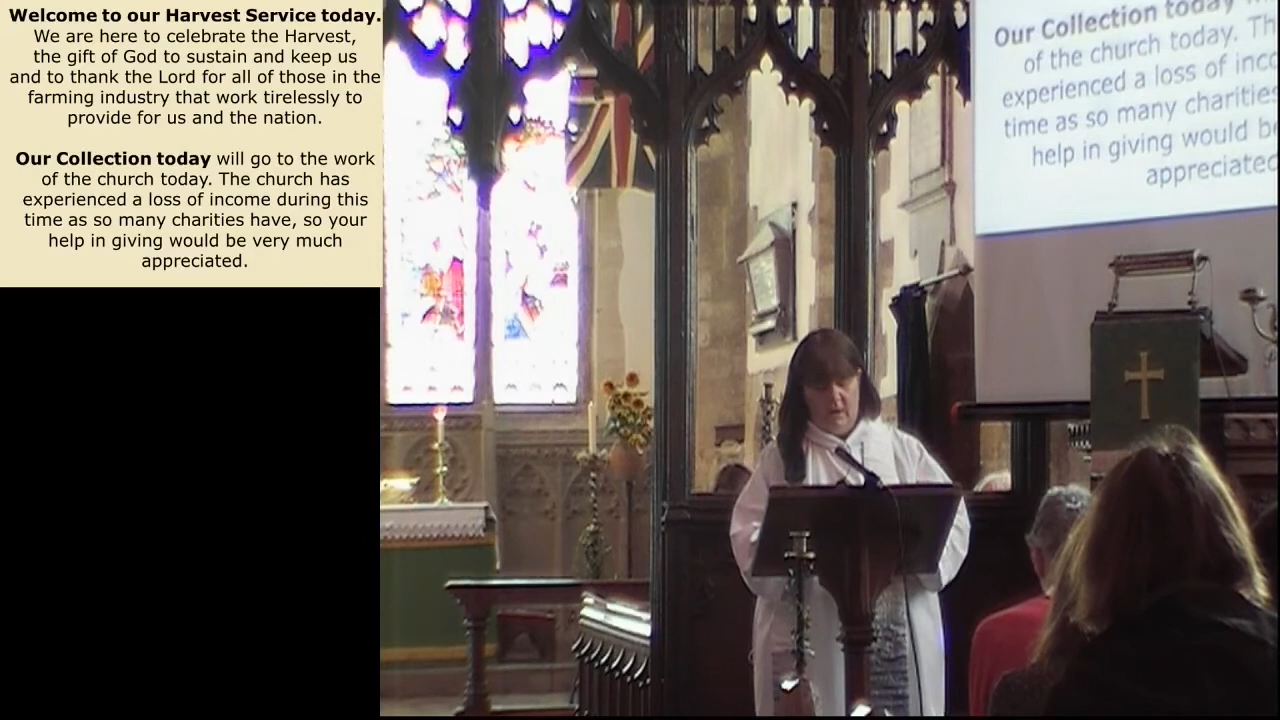 Welcome to our Harvest Service today.
We are here to celebrate the Harvest,
the gift of God to sustain and keep us
and to thank the Lord for all of those in the
farming industry that work tirelessly to
provide for us and the nation.
Our Collection today will go to the work
of the church today. The church has
experienced a loss of income during this
time as so many charities have, so your
help in giving would be very much
appreciated.
Our Collection today
of the church today. Th
experienced a loss of inco
time as so many charities
help in giving would be
appreciated